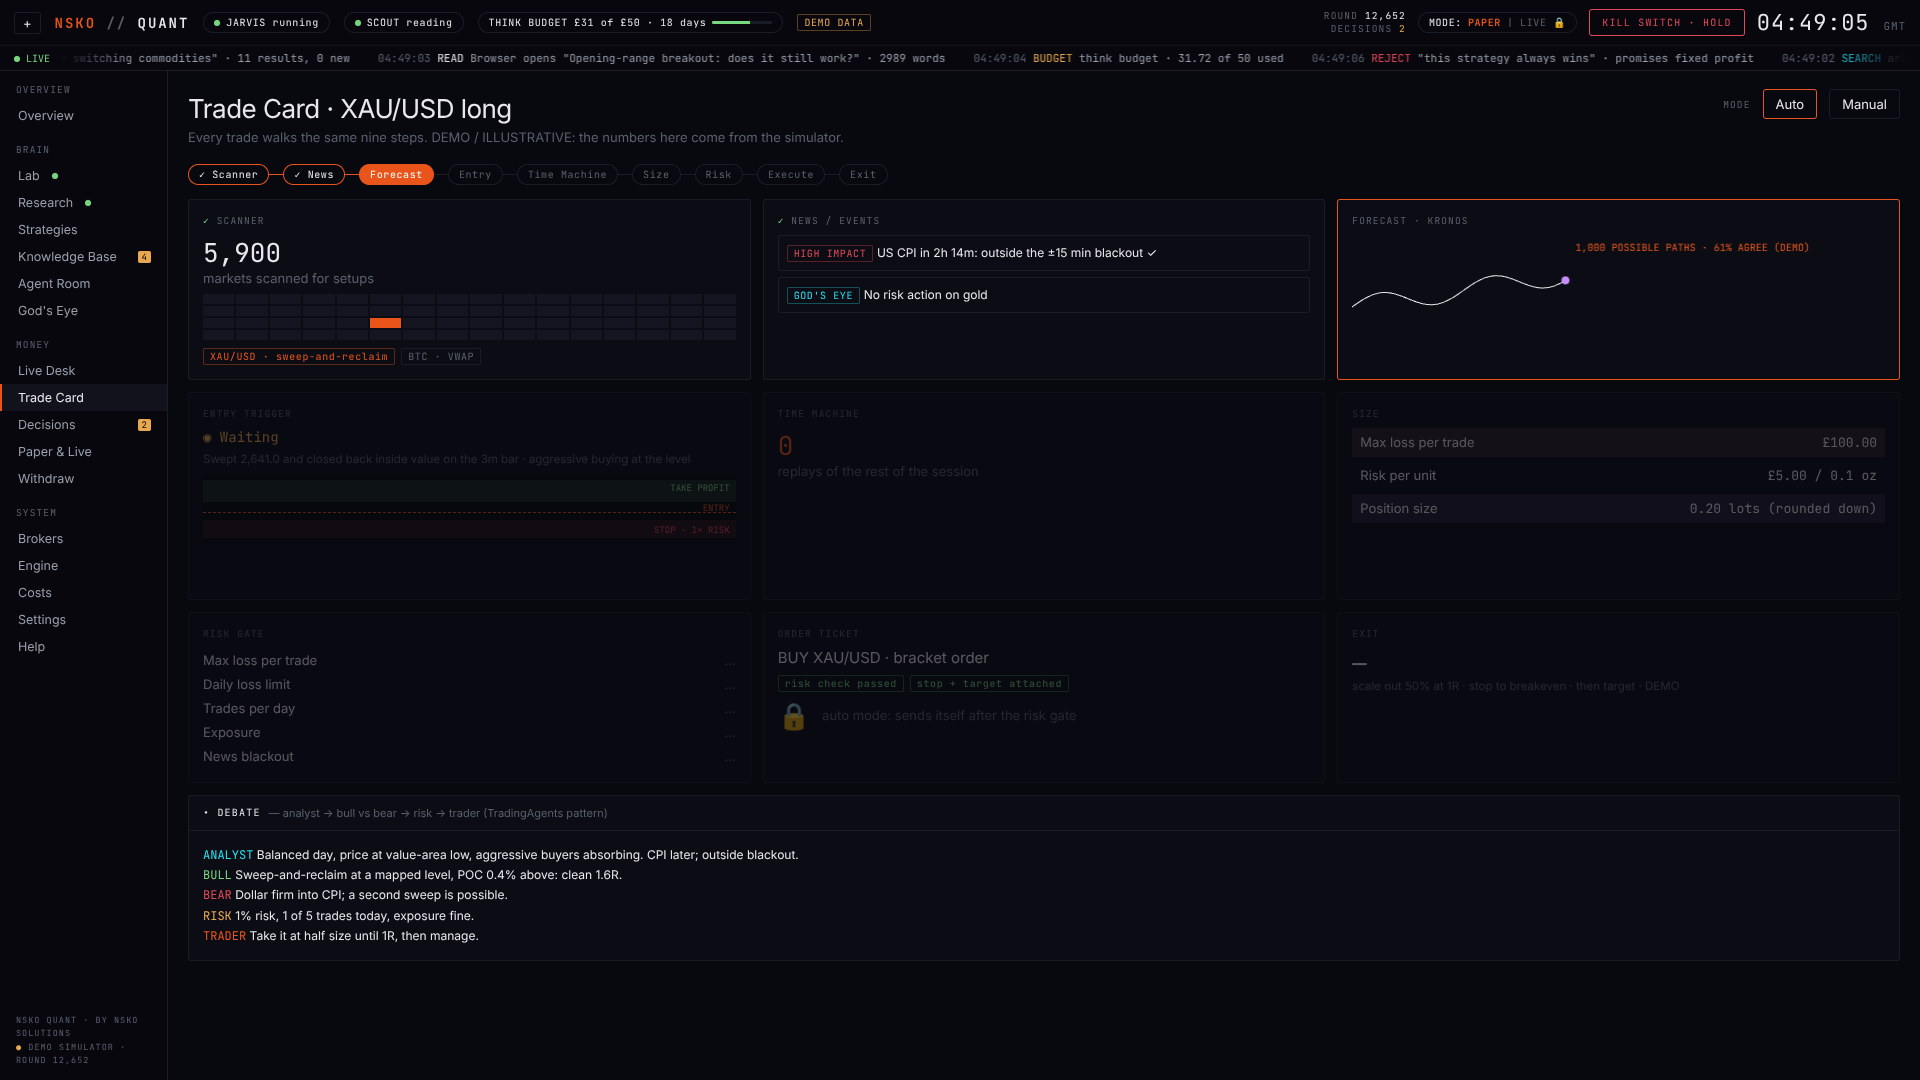 + NSKO // QUANT
JARVIS running
SCOUT reading
THINK BUDGET £31 of £50 · 18 days
DEMO DATA
ROUND 12,652
DECISIONS 2
MODE: PAPER | LIVE 🔒
KILL SWITCH · HOLD
04:49:05 GMT
LIVE
switching commodities" · 11 results, 0 new
04:49:03 READ Browser opens "Opening-range breakout: does it still work?" · 2989 words
04:49:04 BUDGET think budget · 31.72 of 50 used
04:49:06 REJECT "this strategy always wins" · promises fixed profit
04:49:02 SEARCH
OVERVIEW
Overview
BRAIN
Lab
Research
Strategies
Knowledge Base 4
Agent Room
God's Eye
MONEY
Live Desk
Trade Card
Decisions 2
Paper & Live
Withdraw
SYSTEM
Brokers
Engine
Costs
Settings
Help
NSKO QUANT · BY NSKO
SOLUTIONS
DEMO SIMULATOR ·
ROUND 12,652
Trade Card · XAU/USD long
Every trade walks the same nine steps. DEMO / ILLUSTRATIVE: the numbers here come from the simulator.
MODE Auto Manual
✓ Scanner ✓ News Forecast Entry Time Machine Size Risk Execute Exit
✓ SCANNER
5,900
markets scanned for setups
XAU/USD · sweep-and-reclaim BTC · VWAP
✓ NEWS / EVENTS
HIGH IMPACT US CPI in 2h 14m: outside the ±15 min blackout ✓
GOD'S EYE No risk action on gold
FORECAST · KRONOS
1,000 POSSIBLE PATHS · 61% AGREE (DEMO)
ENTRY TRIGGER
◉ Waiting
Swept 2,641.0 and closed back inside value on the 3m bar · aggressive buying at the level
TAKE PROFIT
ENTRY
STOP · 1× RISK
TIME MACHINE
0
replays of the rest of the session
SIZE
Max loss per trade £100.00
Risk per unit £5.00 / 0.1 oz
Position size 0.20 lots (rounded down)
RISK GATE
Max loss per trade …
Daily loss limit …
Trades per day …
Exposure …
News blackout …
ORDER TICKET
BUY XAU/USD · bracket order
risk check passed stop + target attached
🔒 auto mode: sends itself after the risk gate
EXIT
—
scale out 50% at 1R · stop to breakeven · then target · DEMO
• DEBATE — analyst → bull vs bear → risk → trader (TradingAgents pattern)
ANALYST Balanced day, price at value-area low, aggressive buyers absorbing. CPI later; outside blackout.
BULL Sweep-and-reclaim at a mapped level, POC 0.4% above: clean 1.6R.
BEAR Dollar firm into CPI; a second sweep is possible.
RISK 1% risk, 1 of 5 trades today, exposure fine.
TRADER Take it at half size until 1R, then manage.